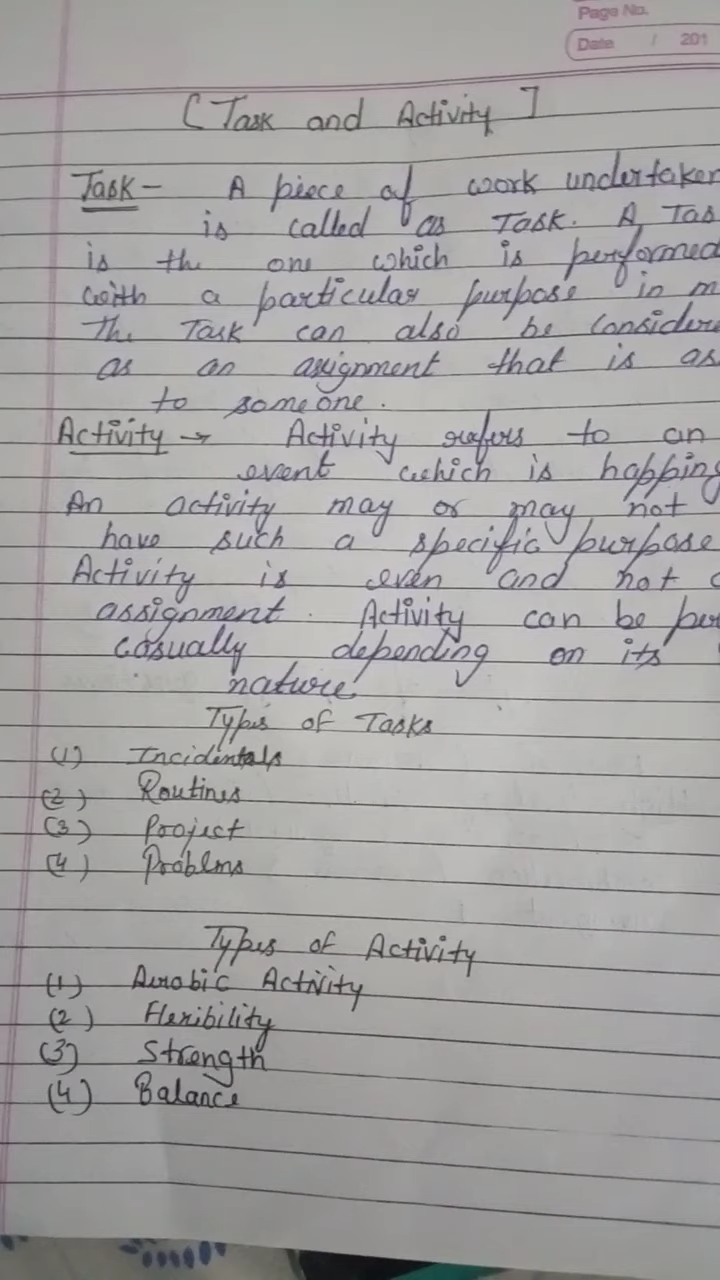 Page No.
Date / 201
[Task and Activity]
Task - A piece of work undertaken
is called as Task. A Tas
is the one which is performed
with a particular purpose in m
The Task can also be consider
as an assignment that is as
to someone.
Activity → Activity refers to an
event which is happing
An activity may or may not
have such a specific purpose
Activity is even and not a
assignment. Activity can be per
casually depending on its
nature
Types of Tasks
(1) Incidentals
(2) Routines
(3) Project
(4) Problms
Types of Activity
(1) Aerobic Activity
(2) Flexibility
(3) Strength
(4) Balance